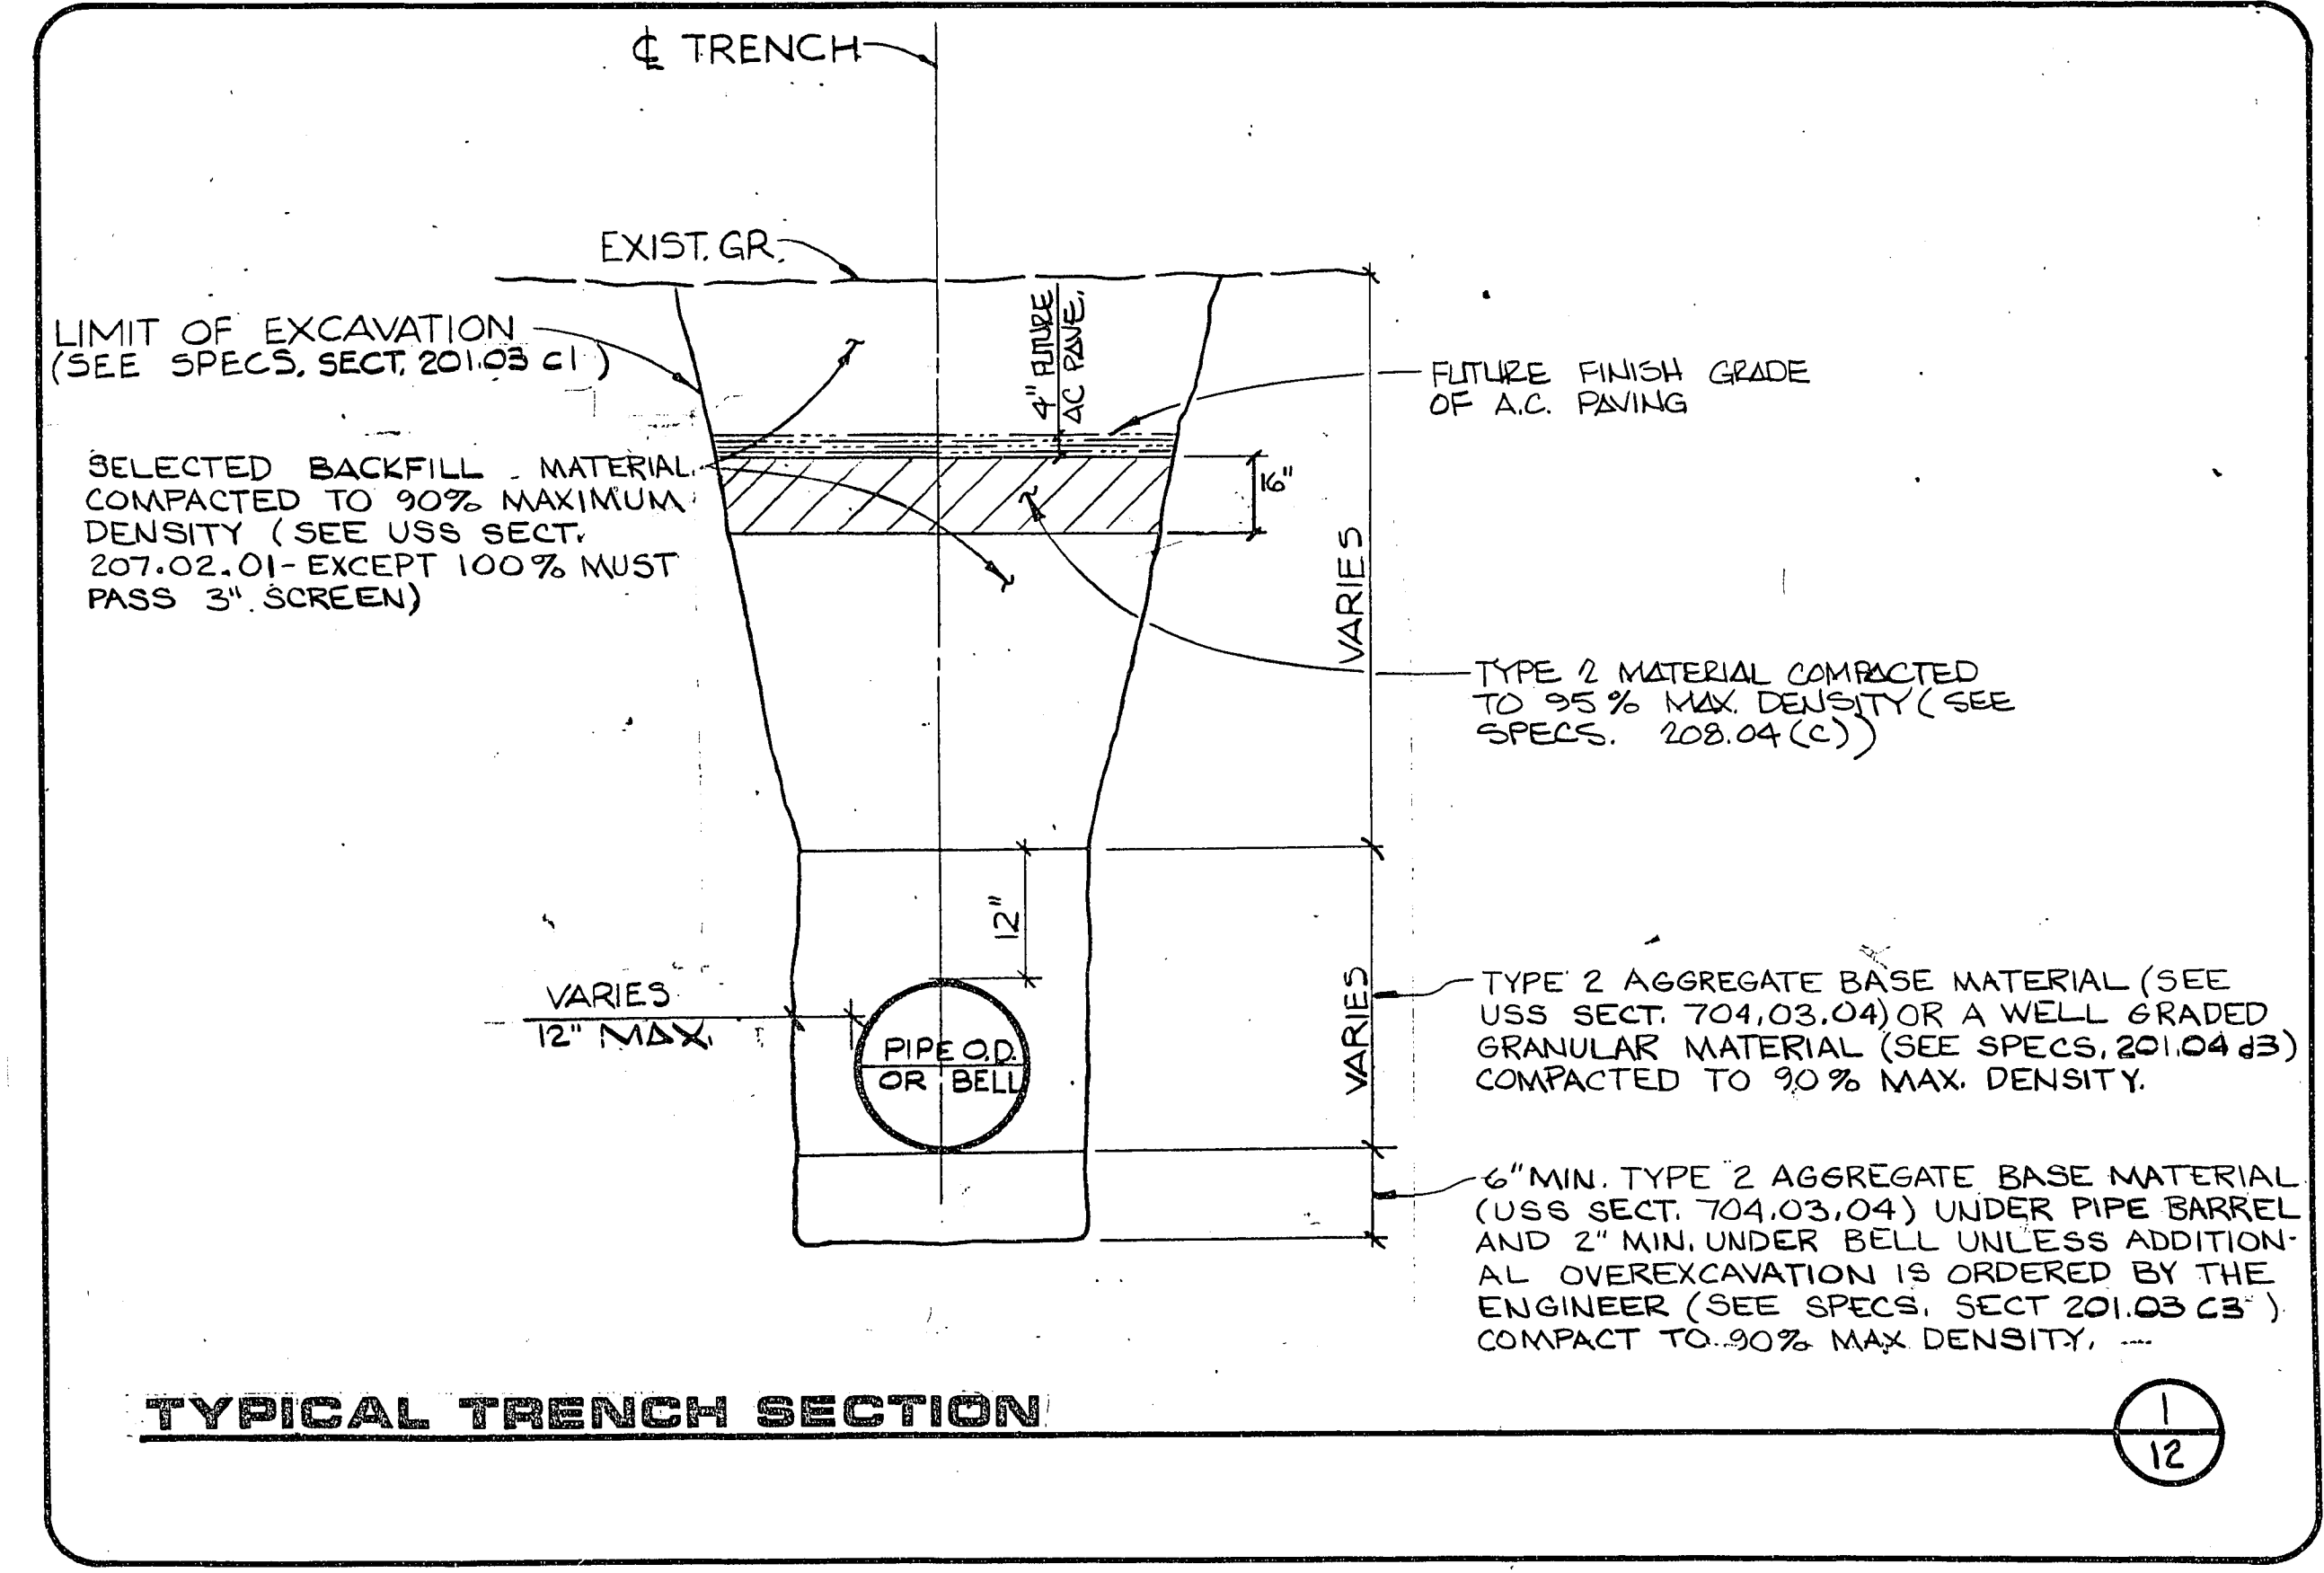 ℄ TRENCH
EXIST. GR.
LIMIT OF EXCAVATION
(SEE SPECS. SECT. 201.03 c1)
4" FUTURE
AC PAVE.
FUTURE FINISH GRADE
OF A.C. PAVING
SELECTED BACKFILL MATERIAL
COMPACTED TO 90% MAXIMUM
DENSITY (SEE USS SECT.
207.02.01-EXCEPT 100% MUST
PASS 3" SCREEN)
16"
VARIES
TYPE 2 MATERIAL COMPACTED
TO 95% MAX. DENSITY (SEE
SPECS. 208.04(C))
12"
VARIES
12" MAX.
PIPE O.D.
OR BELL
VARIES
TYPE 2 AGGREGATE BASE MATERIAL (SEE
USS SECT. 704.03.04) OR A WELL GRADED
GRANULAR MATERIAL (SEE SPECS. 201.04 d3)
COMPACTED TO 90% MAX. DENSITY.
6" MIN. TYPE 2 AGGREGATE BASE MATERIAL
(USS SECT. 704.03.04) UNDER PIPE BARREL
AND 2" MIN. UNDER BELL UNLESS ADDITION-
AL OVEREXCAVATION IS ORDERED BY THE
ENGINEER (SEE SPECS. SECT 201.03 C3)
COMPACT TO 90% MAX DENSITY.
TYPICAL TRENCH SECTION
1
12